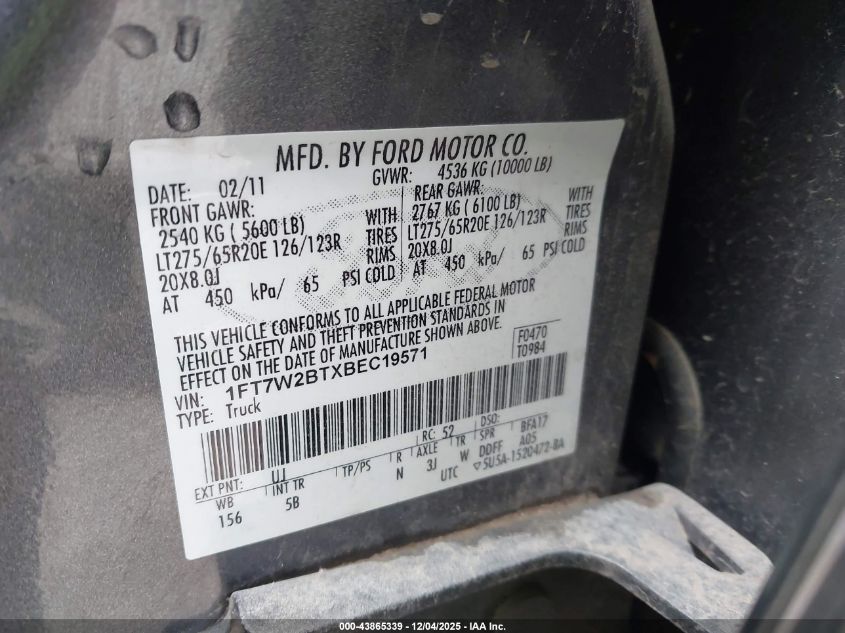 MFD. BY FORD MOTOR CO.
DATE: 02/11 GVWR: 4536 KG (10000 LB)
FRONT GAWR: REAR GAWR:
2540 KG ( 5600 LB) WITH 2767 KG ( 6100 LB) WITH
LT275/65R20E 126/123R TIRES LT275/65R20E 126/123R TIRES
20X8.0J RIMS 20X8.0J RIMS
AT 450 kPa/ 65 PSI COLD AT 450 kPa/ 65 PSI COLD
THIS VEHICLE CONFORMS TO ALL APPLICABLE FEDERAL MOTOR
VEHICLE SAFETY AND THEFT PREVENTION STANDARDS IN
EFFECT ON THE DATE OF MANUFACTURE SHOWN ABOVE.
VIN: 1FT7W2BTXBEC19571 F0470
TYPE: Truck T0984
EXT PNT: UJ RC: 52 DSO:
WB INT TR TP/PS R AXLE TR SPR BFA17
156 5B N 3J W DDFF A05
UTC ▽5U5A-1520472-BA
000-43865339 - 12/04/2025 - IAA, Inc.